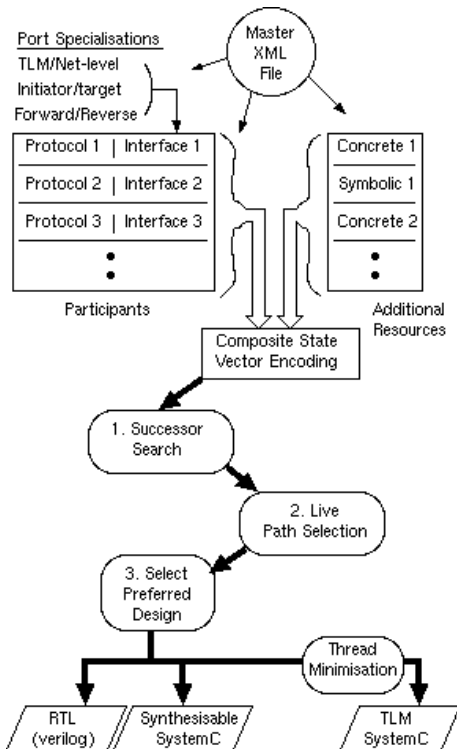 Port Specialisations
TLM/Net-level
Initiator/target
Forward/Reverse
Master
XML
File
Protocol 1 | Interface 1
Protocol 2 | Interface 2
Protocol 3 | Interface 3
Participants
Concrete 1
Symbolic 1
Concrete 2
Additional
Resources
Composite State
Vector Encoding
1. Successor
Search
2. Live
Path Selection
3. Select
Preferred
Design
Thread
Minimisation
RTL
(verilog)
Synthesisable
SystemC
TLM
SystemC